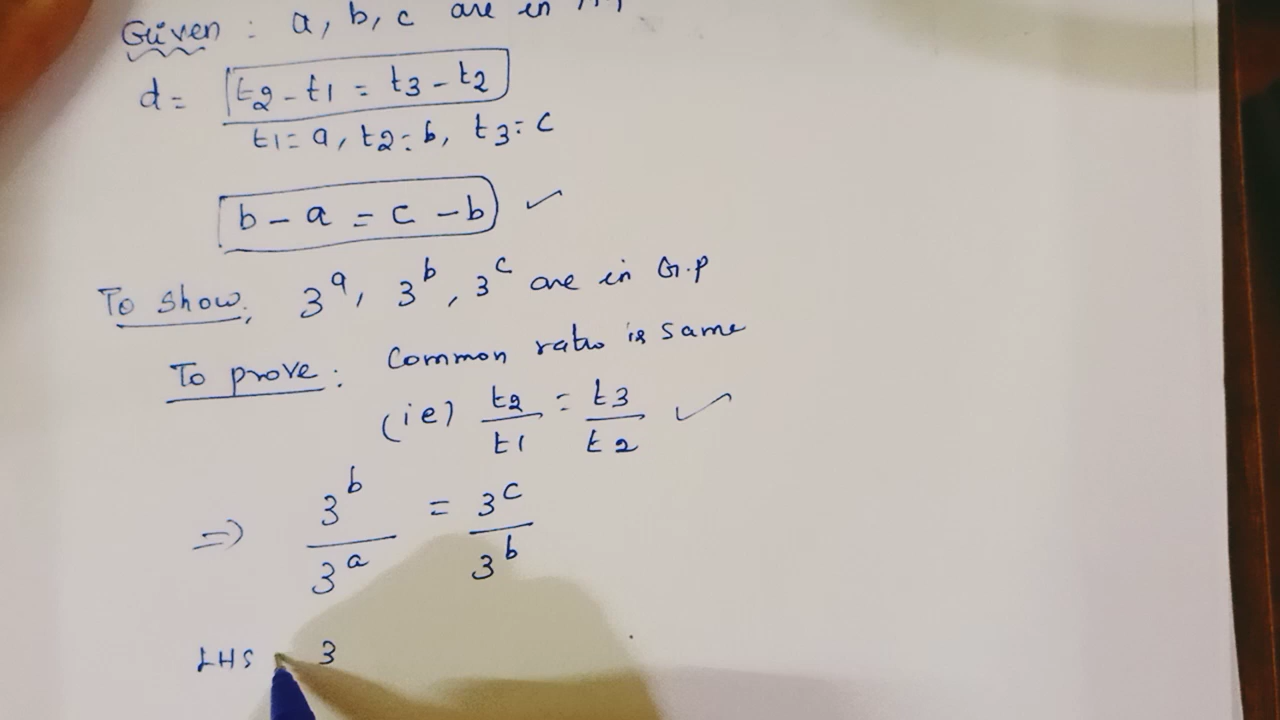 Given : a, b, c are in
d = t2 - t1 = t3 - t2
t1 = a, t2 = b, t3 = c
b - a = c - b ✓
To show, 3^a, 3^b, 3^c are in G.P
To prove : Common ratio is same
(ie) t2/t1 = t3/t2 ✓
=> 3^b/3^a = 3^c/3^b
LHS 3